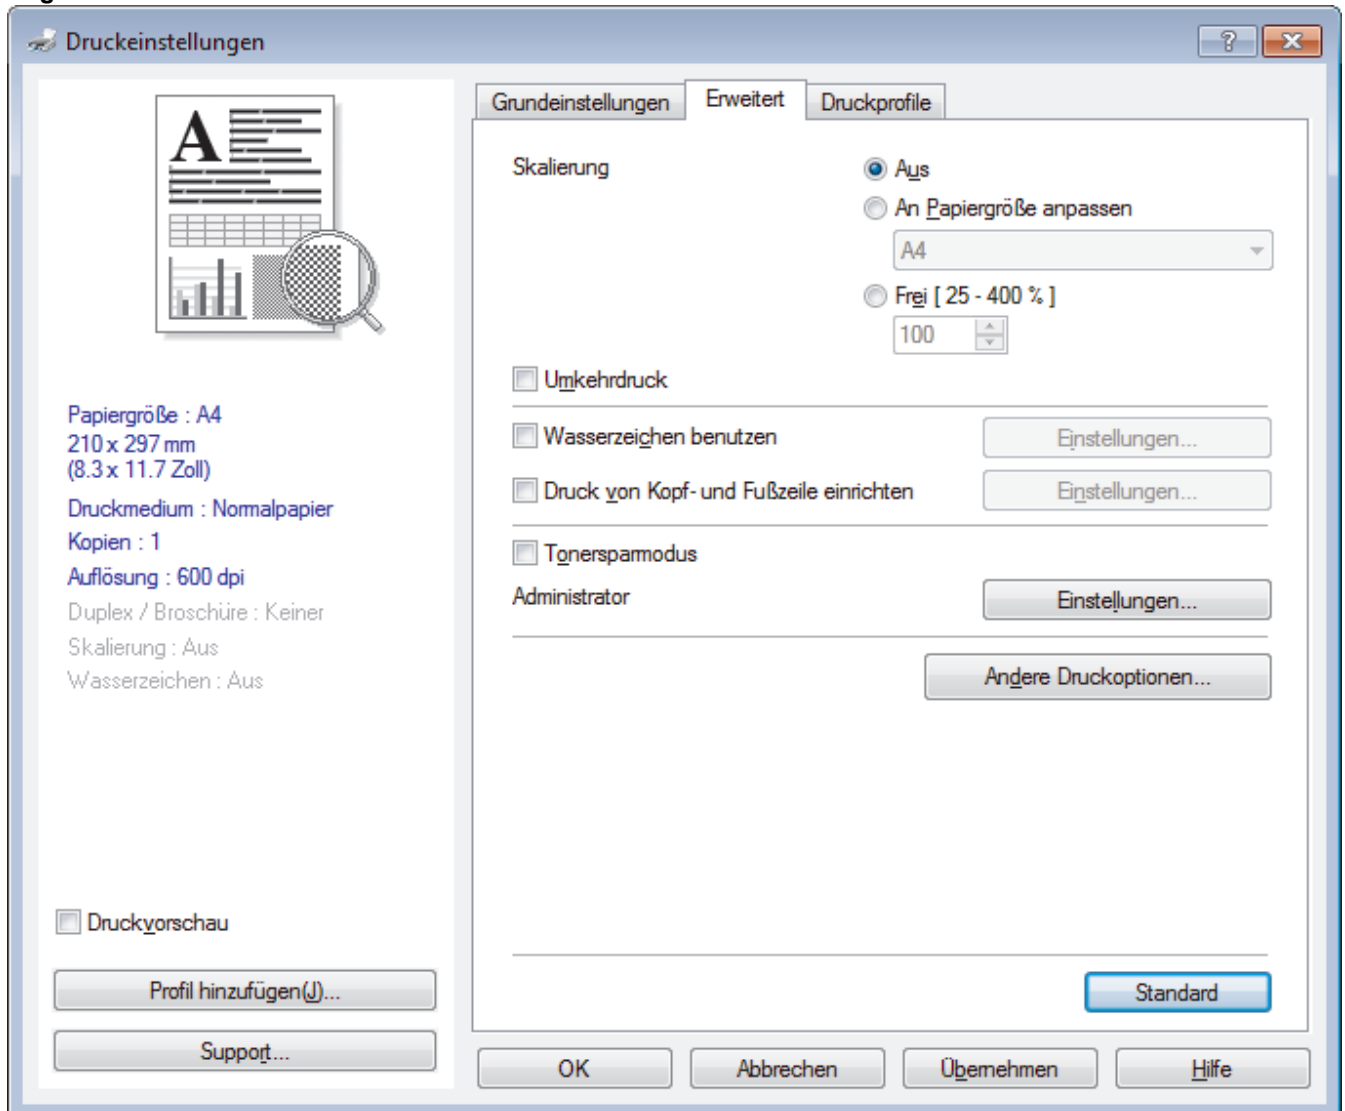 Druckeinstellungen
A
Papiergröße : A4
210 x 297 mm
(8.3 x 11.7 Zoll)
Druckmedium : Normalpapier
Kopien : 1
Auflösung : 600 dpi
Duplex / Broschüre : Keiner
Skalierung : Aus
Wasserzeichen : Aus
Druckvorschau
Profil hinzufügen(J)...
Support...
Grundeinstellungen Erweitert Druckprofile
Skalierung
Aus
An Papiergröße anpassen
A4
Frei [ 25 - 400 % ]
100
Umkehrdruck
Wasserzeichen benutzen Einstellungen...
Druck von Kopf- und Fußzeile einrichten Einstellungen...
Tonersparmodus
Administrator Einstellungen...
Andere Druckoptionen...
Standard
OK Abbrechen Übernehmen Hilfe